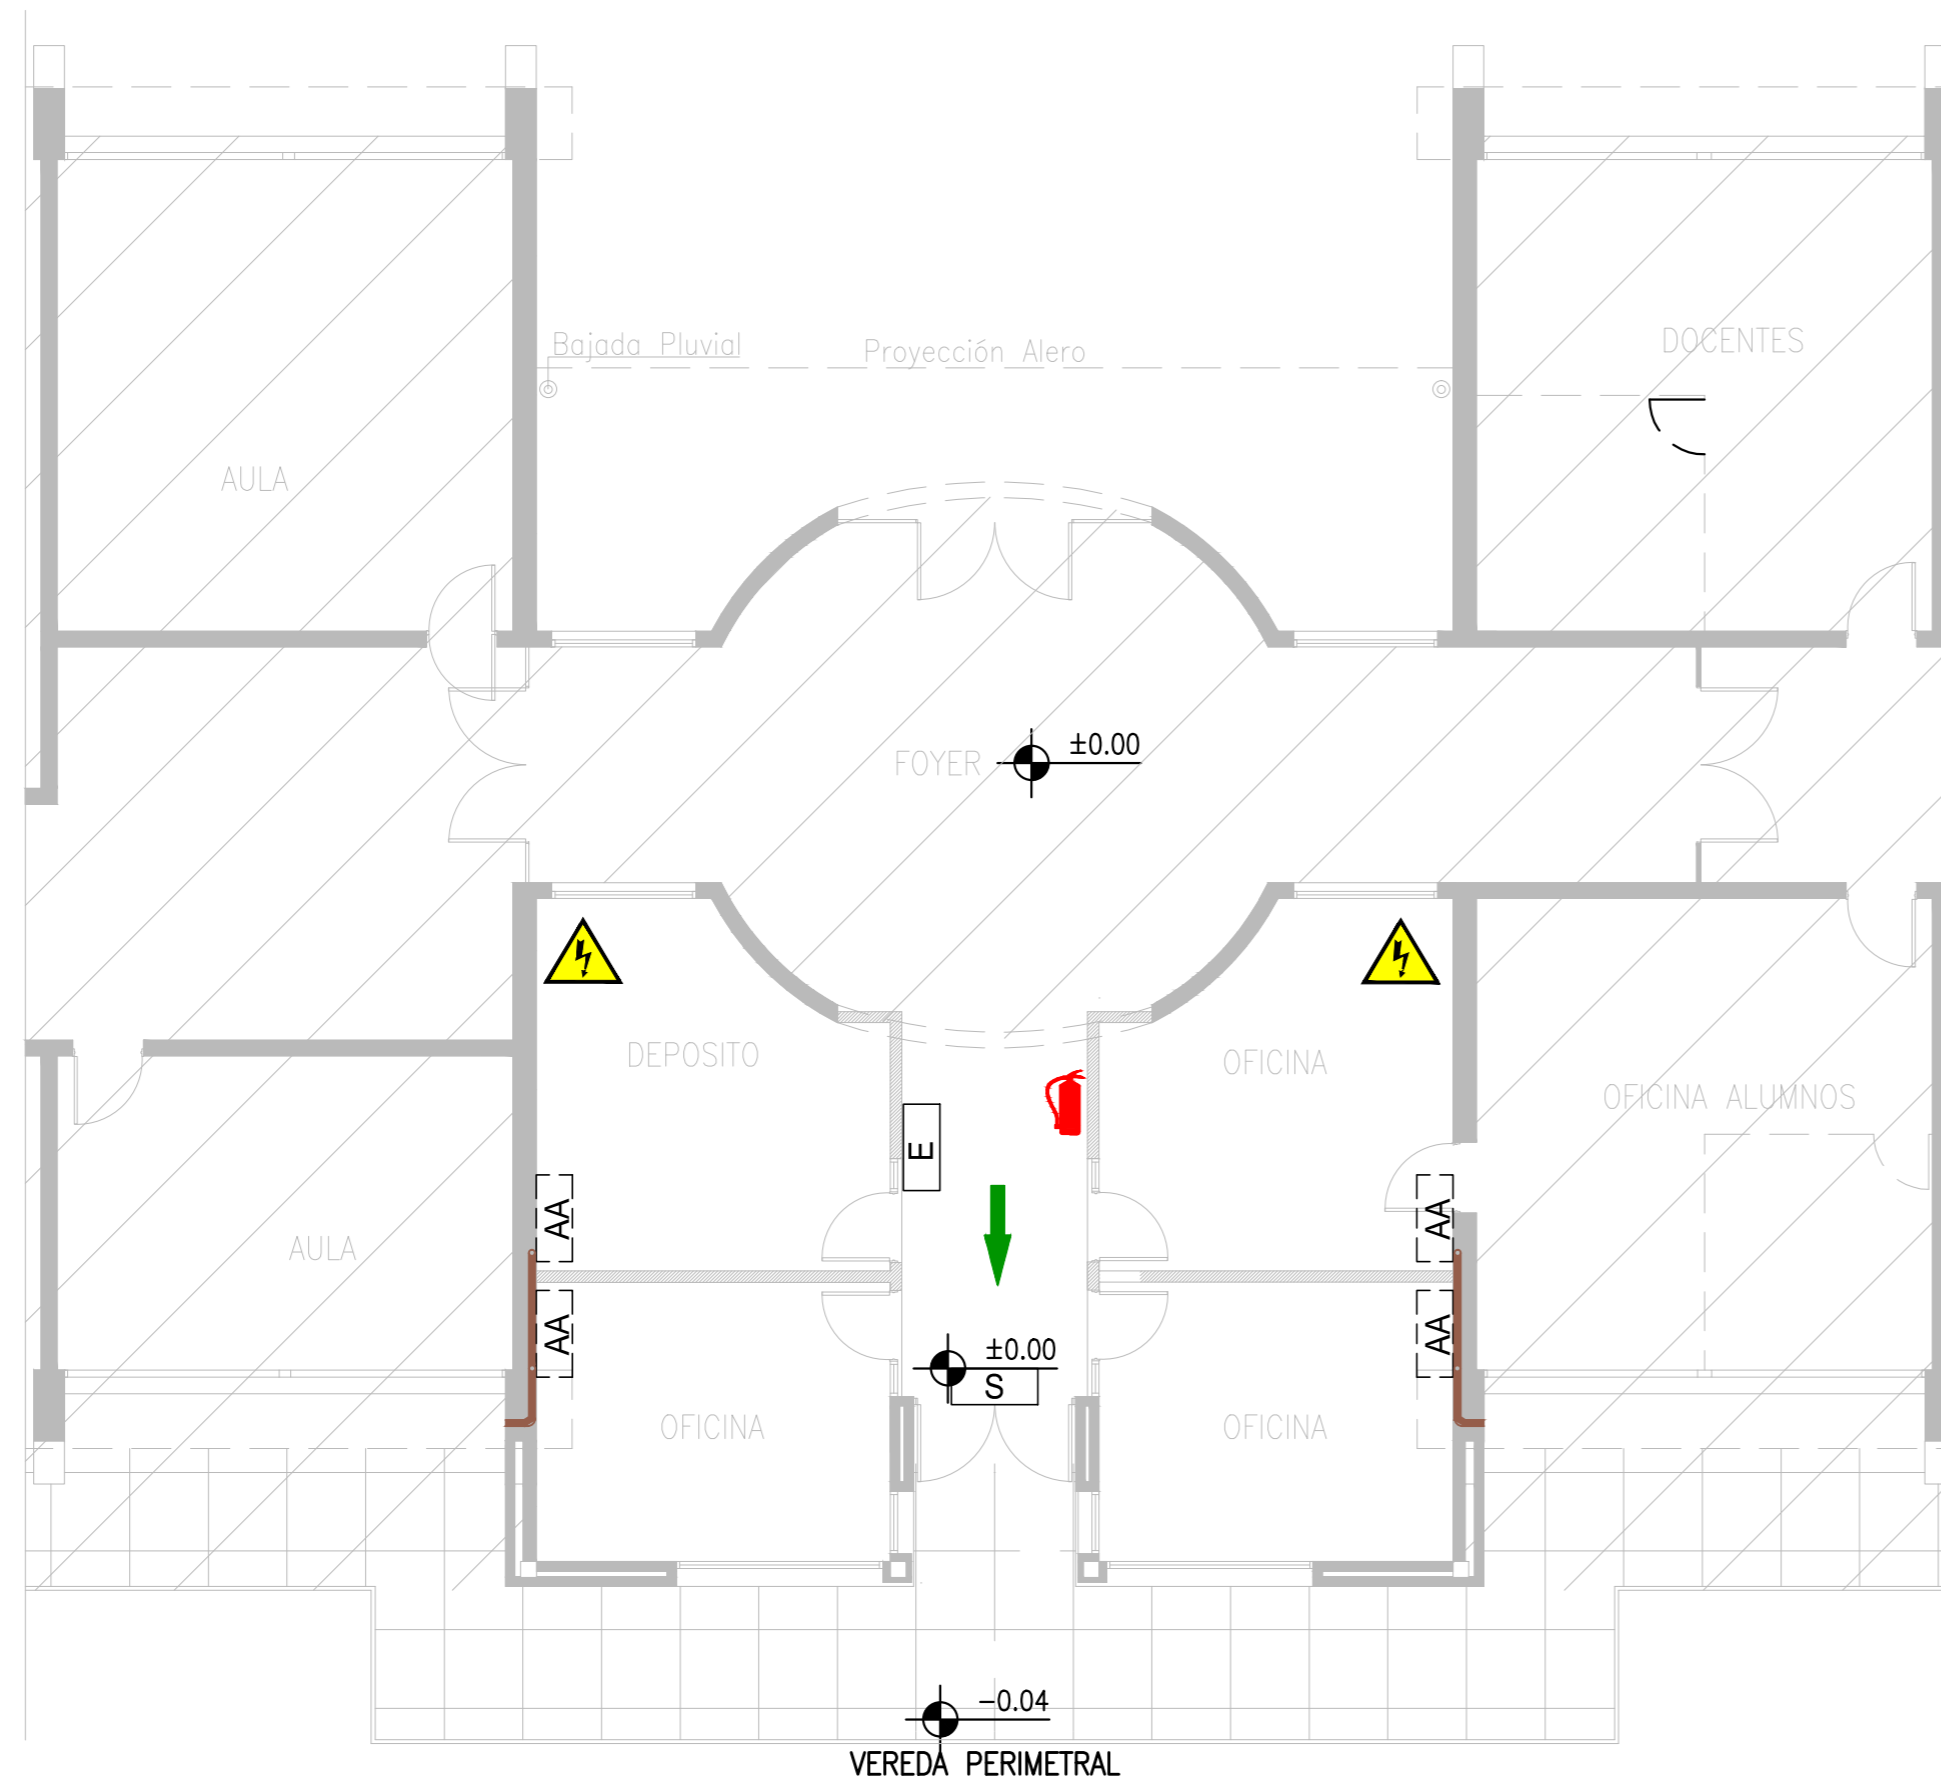 Bajada Pluvial
Proyección Alero
DOCENTES
AULA
FOYER
±0.00
DEPOSITO
OFICINA
OFICINA ALUMNOS
E
AA
AA
AULA
AA
AA
±0.00
S
OFICINA
OFICINA
-0.04
VEREDA PERIMETRAL